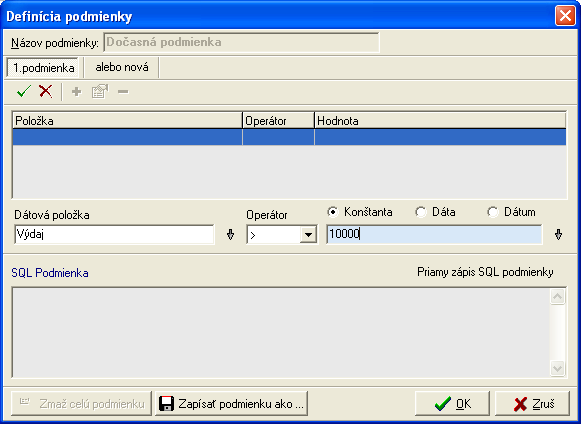 Definícia podmienky
Názov podmienky: Dočasná podmienka
1.podmienka alebo nová
Položka Operátor Hodnota
Dátová položka Operátor Konštanta Dáta Dátum
Výdaj > 10000
SQL Podmienka Priamy zápis SQL podmienky
Zmaž celú podmienku Zapísať podmienku ako ... OK Zruš